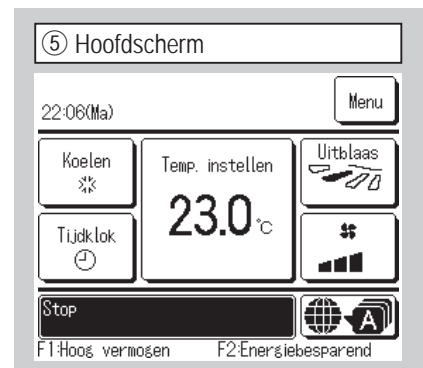 ⑤ Hoofdscherm
22:06(Ma)
Menu
Koelen
Temp. instellen
Uitblaas
23.0 °C
Tijdklok
Stop
A
F1:Hoog vermogen F2:Energiebesparend